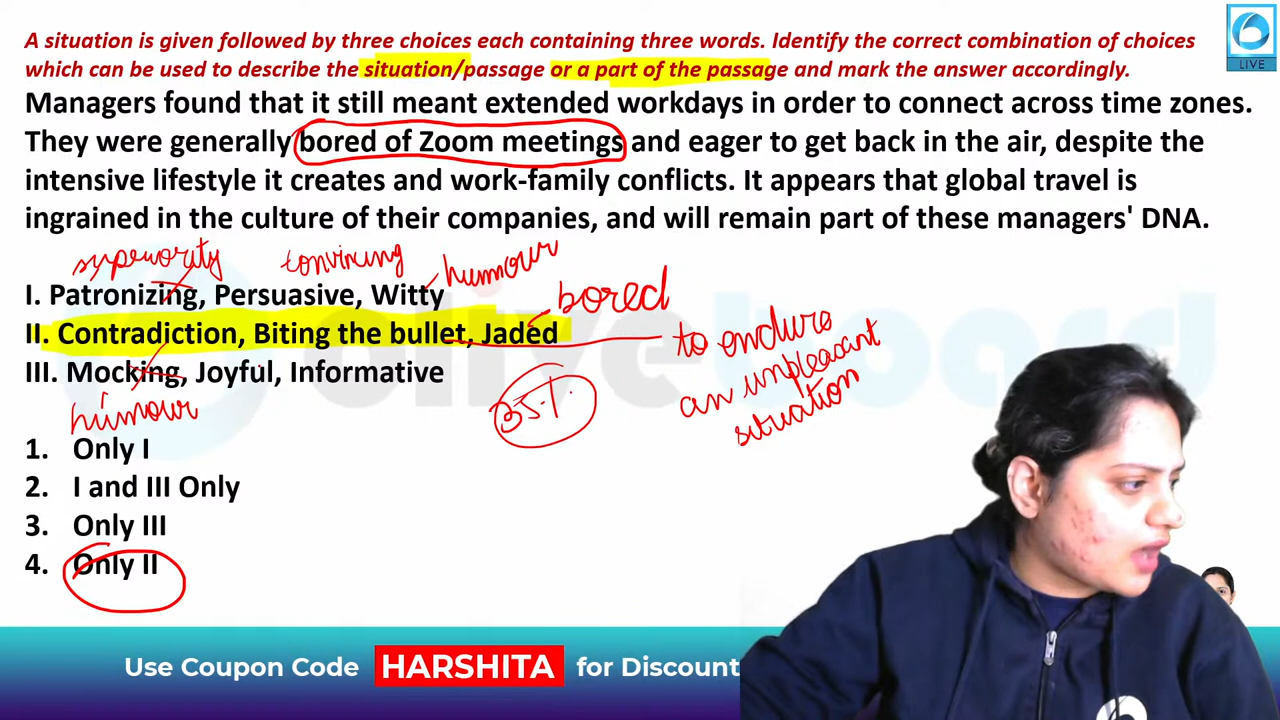 A situation is given followed by three choices each containing three words. Identify the correct combination of choices
which can be used to describe the situation/passage or a part of the passage and mark the answer accordingly.
LIVE
Managers found that it still meant extended workdays in order to connect across time zones.
They were generally bored of Zoom meetings and eager to get back in the air, despite the
intensive lifestyle it creates and work-family conflicts. It appears that global travel is
ingrained in the culture of their companies, and will remain part of these managers' DNA.
superiority convincing humour
I. Patronizing, Persuasive, Witty
bored
II. Contradiction, Biting the bullet, Jaded
to endure
an unpleasant
situation
III. Mocking, Joyful, Informative
humour
1. Only I
2. I and III Only
3. Only III
4. Only II
Use Coupon Code HARSHITA for Discount